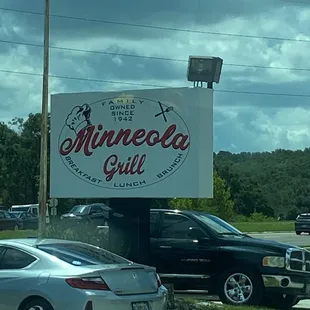 FAMILY
OWNED
SINCE
1942
Minneola
Grill
BREAKFAST LUNCH BRUNCH